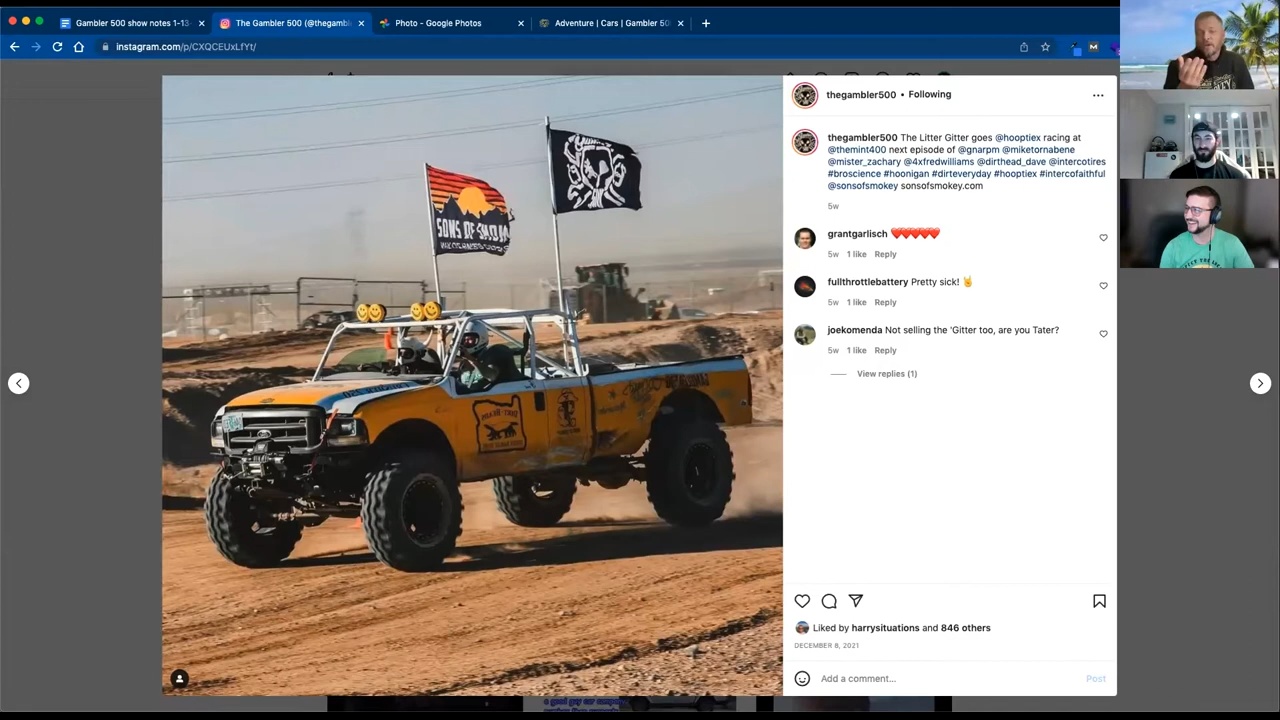 Gambler 500 show notes 1-13-
The Gambler 500 (@thegambl
Photo - Google Photos
Adventure | Cars | Gambler 50
instagram.com/p/CXQCEUxLfYt/
thegambler500 • Following
thegambler500 The Litter Gitter goes @hooptiex racing at
@themint400 next episode of @gnarpm @miketornabene
@mister_zachary @4xfredwilliams @dirthead_dave @intercotires
#broscience #hoonigan #dirteveryday #hooptiex #intercofaithful
@sonsofsmokey sonsofsmokey.com
5w
grantgarlisch ❤️❤️❤️❤️❤️
5w 1 like Reply
fullthrottlebattery Pretty sick! 🤘
5w 1 like Reply
joekomenda Not selling the 'Gitter too, are you Tater?
5w 1 like Reply
View replies (1)
SONS OF SMOKEY
Liked by harrysituations and 846 others
DECEMBER 8, 2021
Add a comment...
Post
a good guy car company